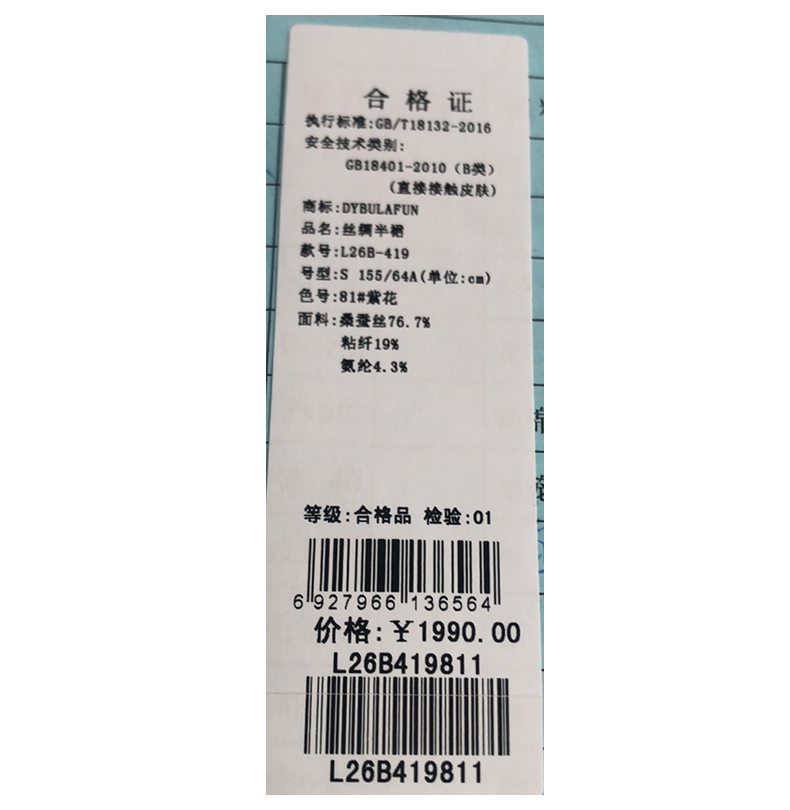 合格证
执行标准:GB/T18132-2016
安全技术类别:
GB18401-2010（B类）
(直接接触皮肤)
商标:DYBULAFUN
品名:丝绸半裙
款号:L26B-419
号型:S 155/64A(单位:cm)
色号:81#紫花
面料:桑蚕丝76.7%
粘纤19%
氨纶4.3%
等级:合格品 检验:01
6 927966 136564
价格:￥1990.00
L26B419811
L26B419811